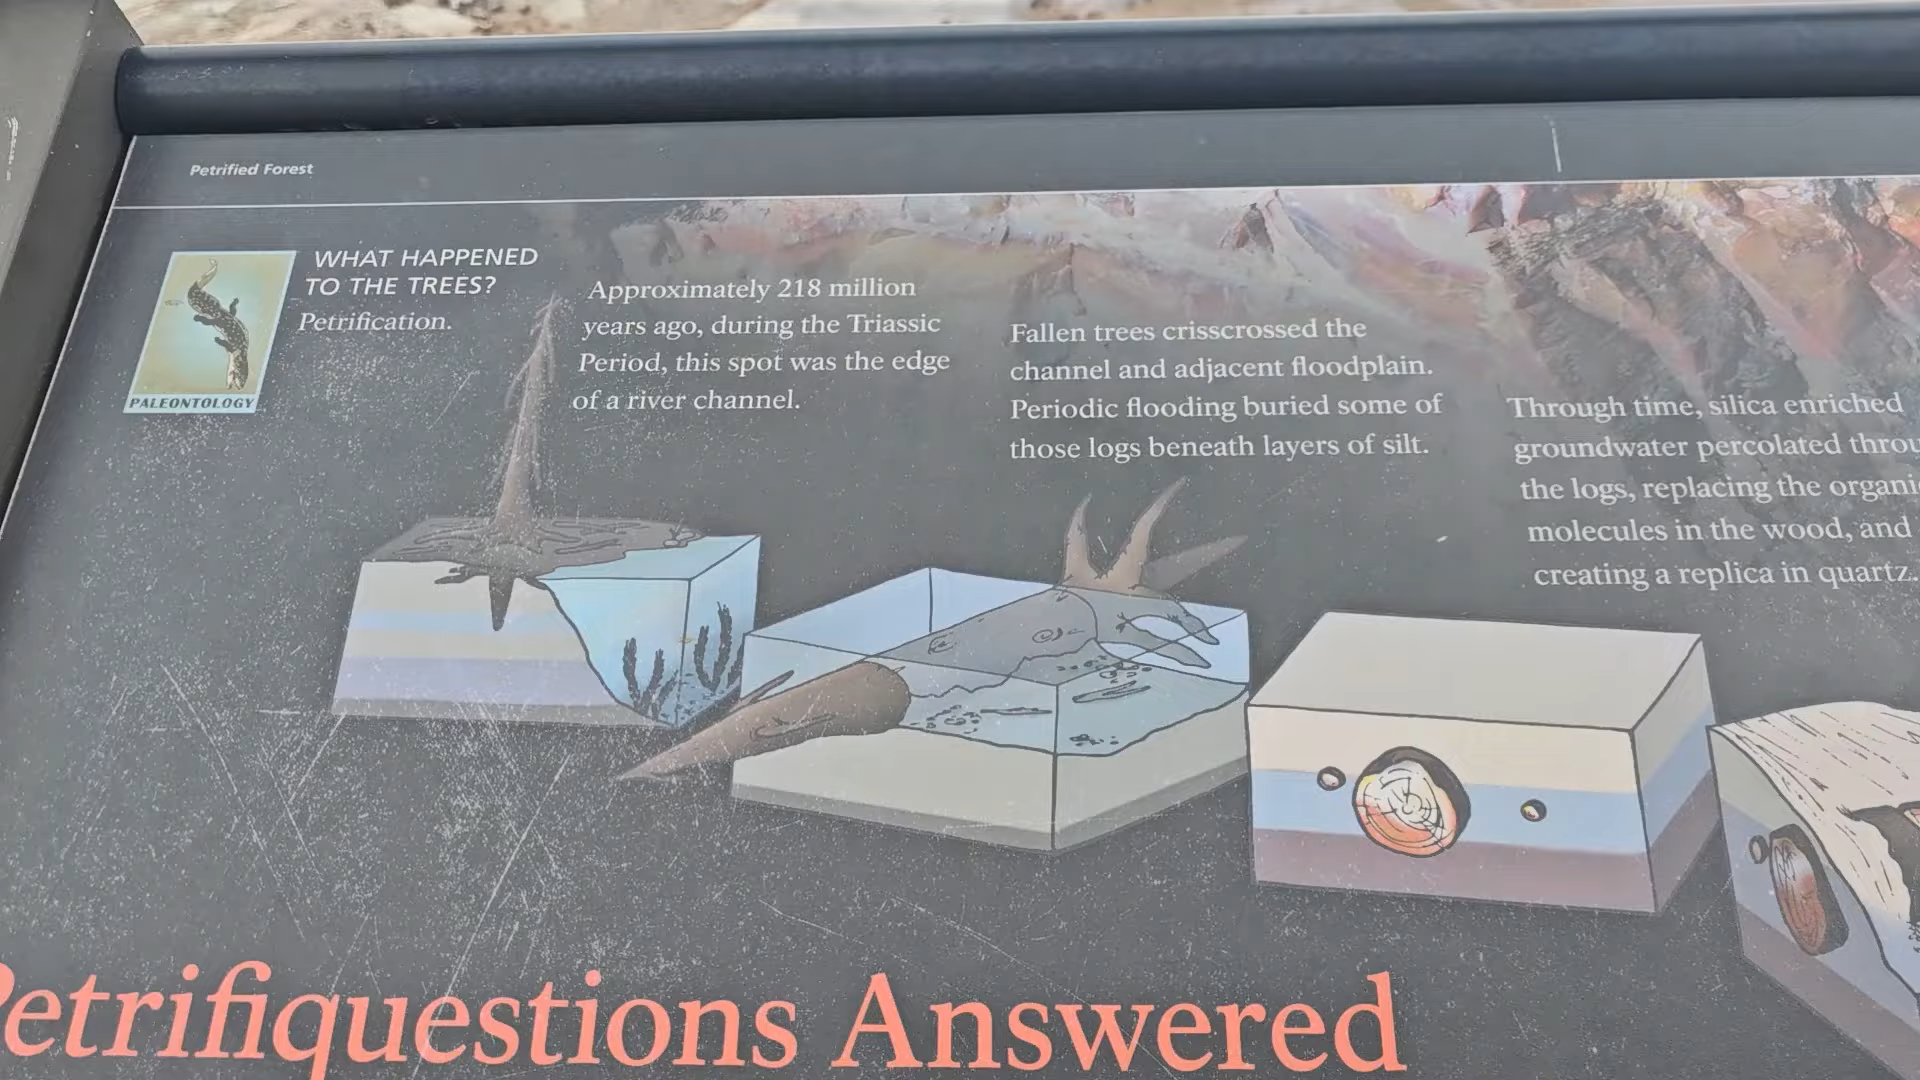 Petrified Forest
WHAT HAPPENED
TO THE TREES?
Petrification.
PALEONTOLOGY
Approximately 218 million
years ago, during the Triassic
Period, this spot was the edge
of a river channel.
Fallen trees crisscrossed the
channel and adjacent floodplain.
Periodic flooding buried some of
those logs beneath layers of silt.
Through time, silica enriched
groundwater percolated throu
the logs, replacing the organi
molecules in the wood, and
creating a replica in quartz.
Petrifiquestions Answered